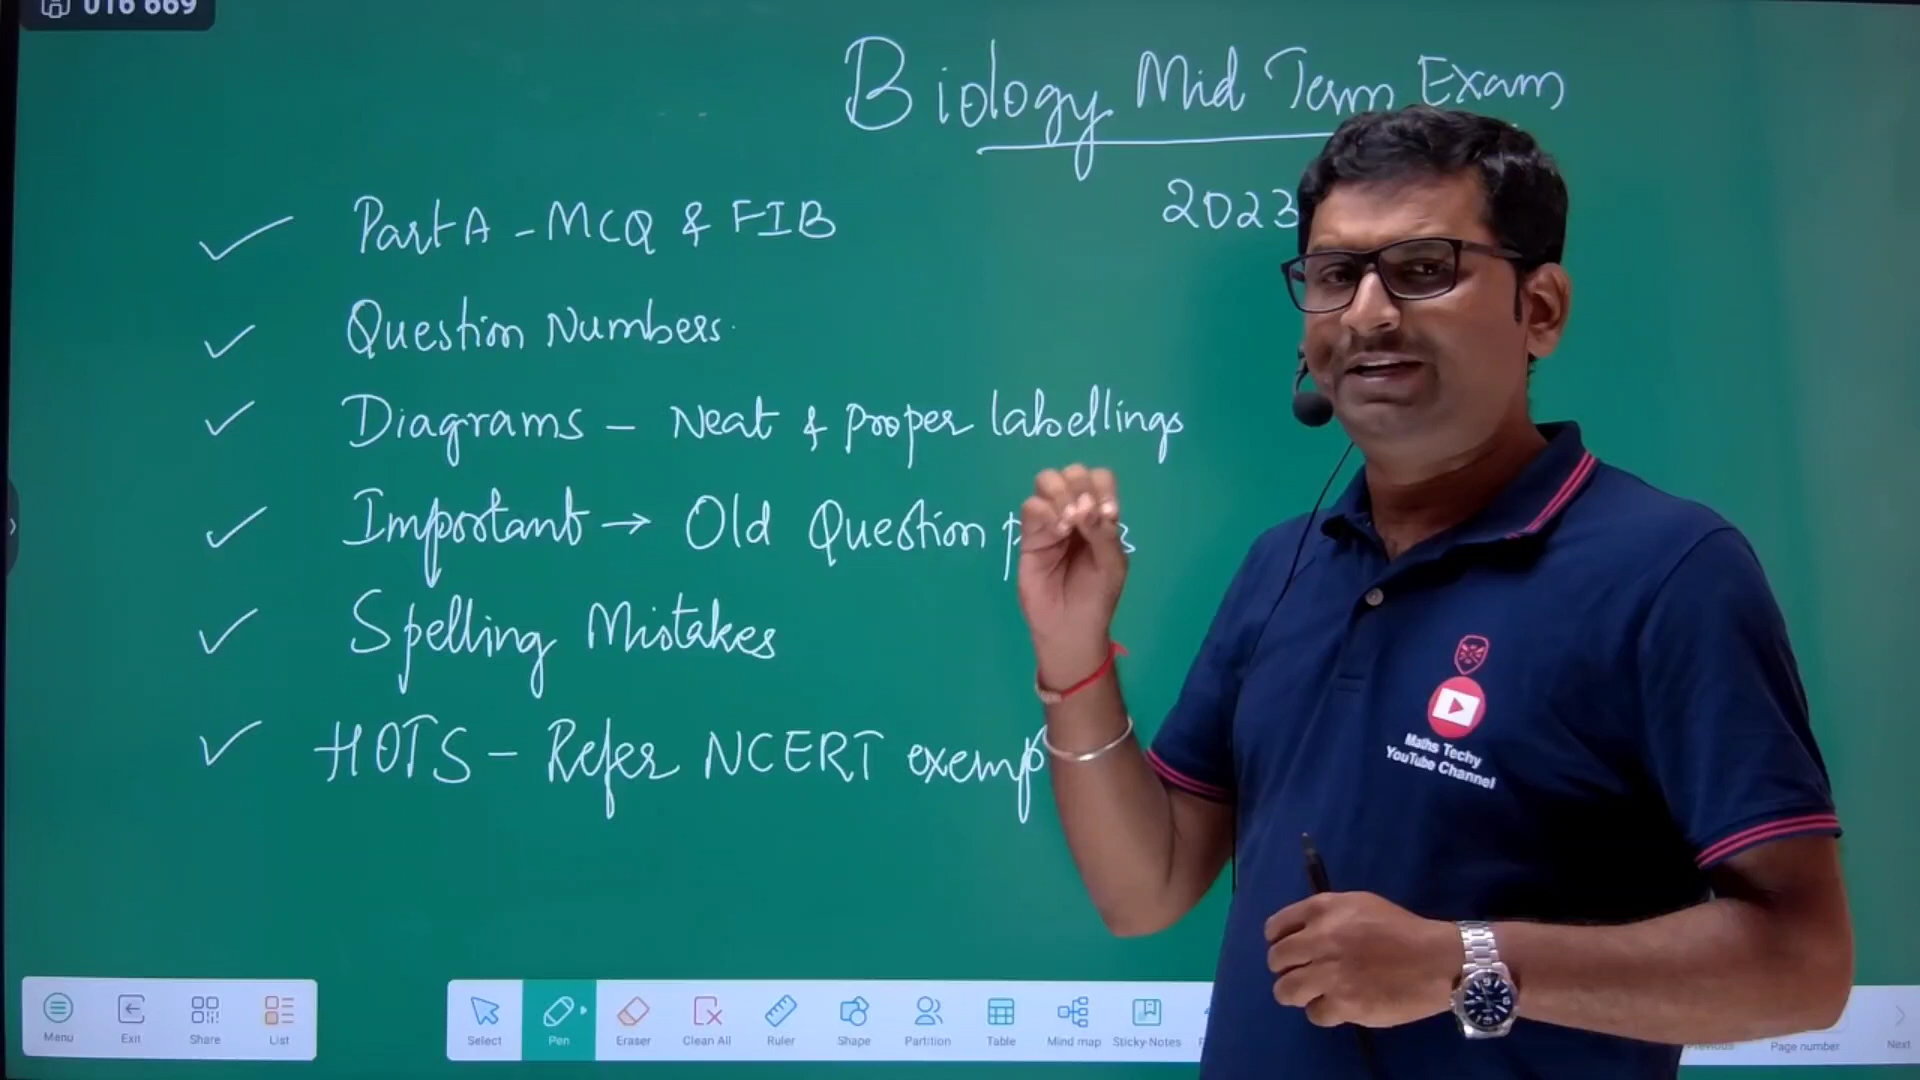 016 669
Biology Mid Term Exam
2023
Part A - MCQ & FIB
Question Numbers
Diagrams - Neat & proper labellings
Important → Old Question
Spelling Mistakes
HOTS - Refer NCERT
Maths Techy
YouTube Channel
Menu Exit Share List
Select Pen Eraser Clean All Ruler Shape Partition Table Mind map Sticky Notes
Previous Page number Next